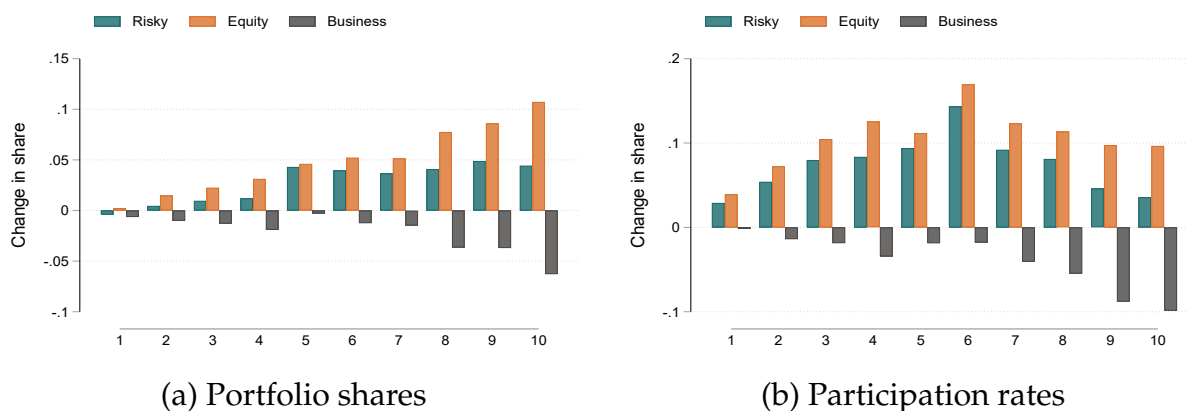 Risky Equity Business
.15
.1
.05
0
-.05
-.1
Change in share
1 2 3 4 5 6 7 8 9 10
(a) Portfolio shares
Risky Equity Business
.2
.1
0
-.1
Change in share
1 2 3 4 5 6 7 8 9 10
(b) Participation rates